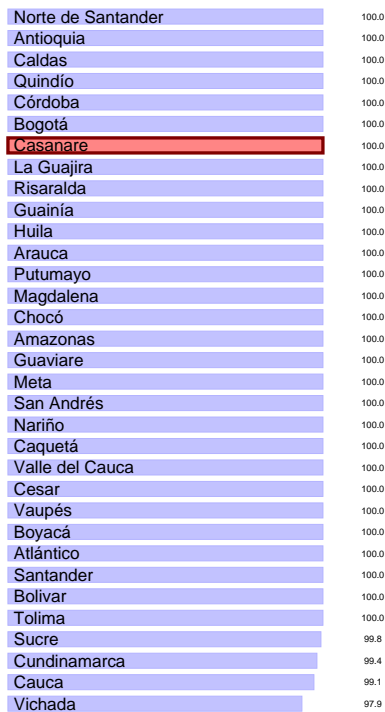 Norte de Santander 100.0
Antioquia 100.0
Caldas 100.0
Quindío 100.0
Córdoba 100.0
Bogotá 100.0
Casanare 100.0
La Guajira 100.0
Risaralda 100.0
Guainía 100.0
Huila 100.0
Arauca 100.0
Putumayo 100.0
Magdalena 100.0
Chocó 100.0
Amazonas 100.0
Guaviare 100.0
Meta 100.0
San Andrés 100.0
Nariño 100.0
Caquetá 100.0
Valle del Cauca 100.0
Cesar 100.0
Vaupés 100.0
Boyacá 100.0
Atlántico 100.0
Santander 100.0
Bolivar 100.0
Tolima 100.0
Sucre 99.8
Cundinamarca 99.4
Cauca 99.1
Vichada 97.9